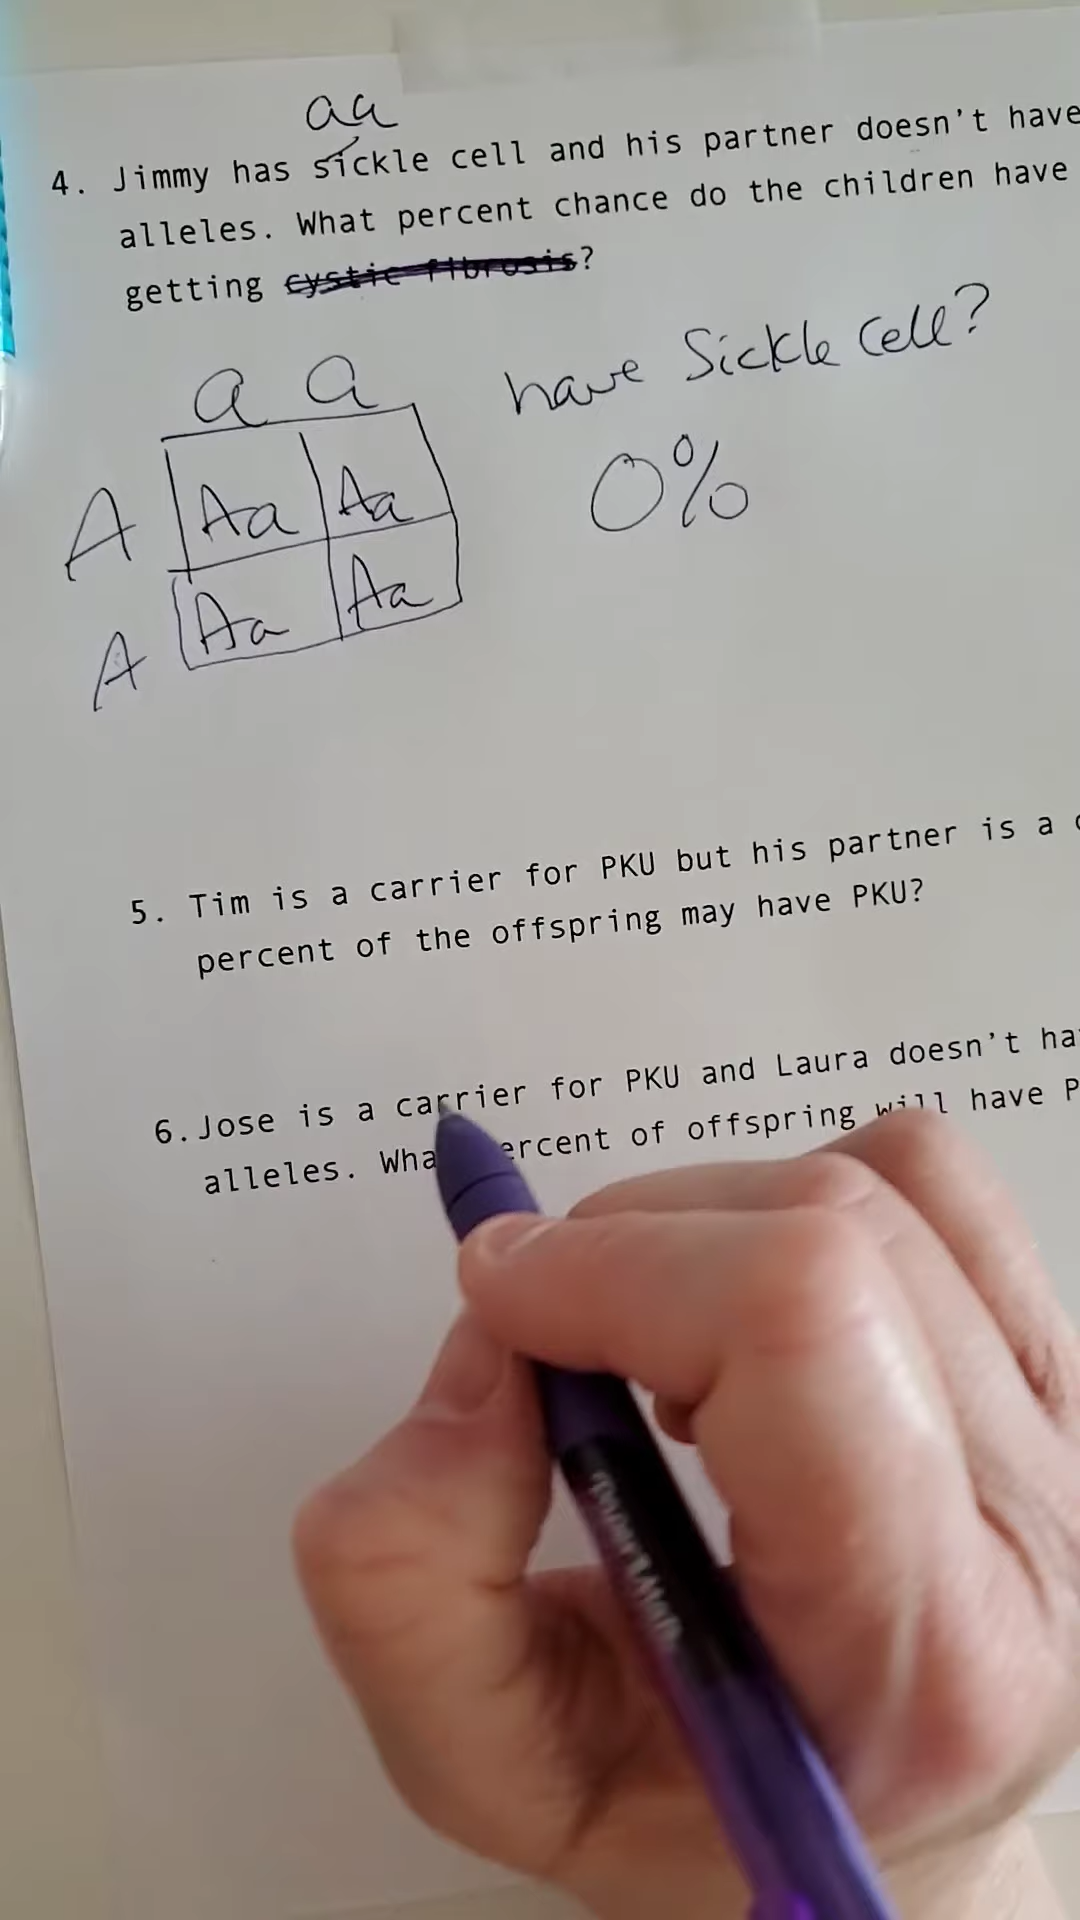 aa
4. Jimmy has sickle cell and his partner doesn't have
alleles. What percent chance do the children have
getting cystic fibrosis?
have Sickle Cell?
a a
0%
A Aa Aa
A Aa Aa
5. Tim is a carrier for PKU but his partner is a
percent of the offspring may have PKU?
6. Jose is a carrier for PKU and Laura doesn't ha
alleles. Wha ercent of offspring will have P